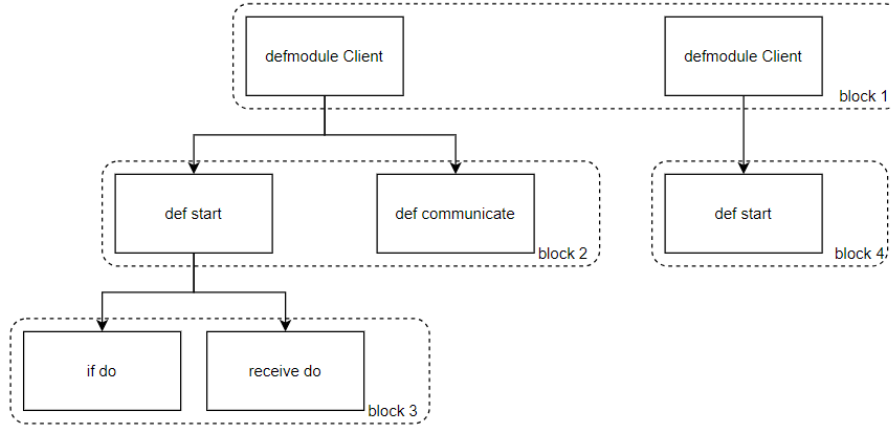 defmodule Client
defmodule Client
block 1
def start
def communicate
def start
block 2
block 4
if do
receive do
block 3